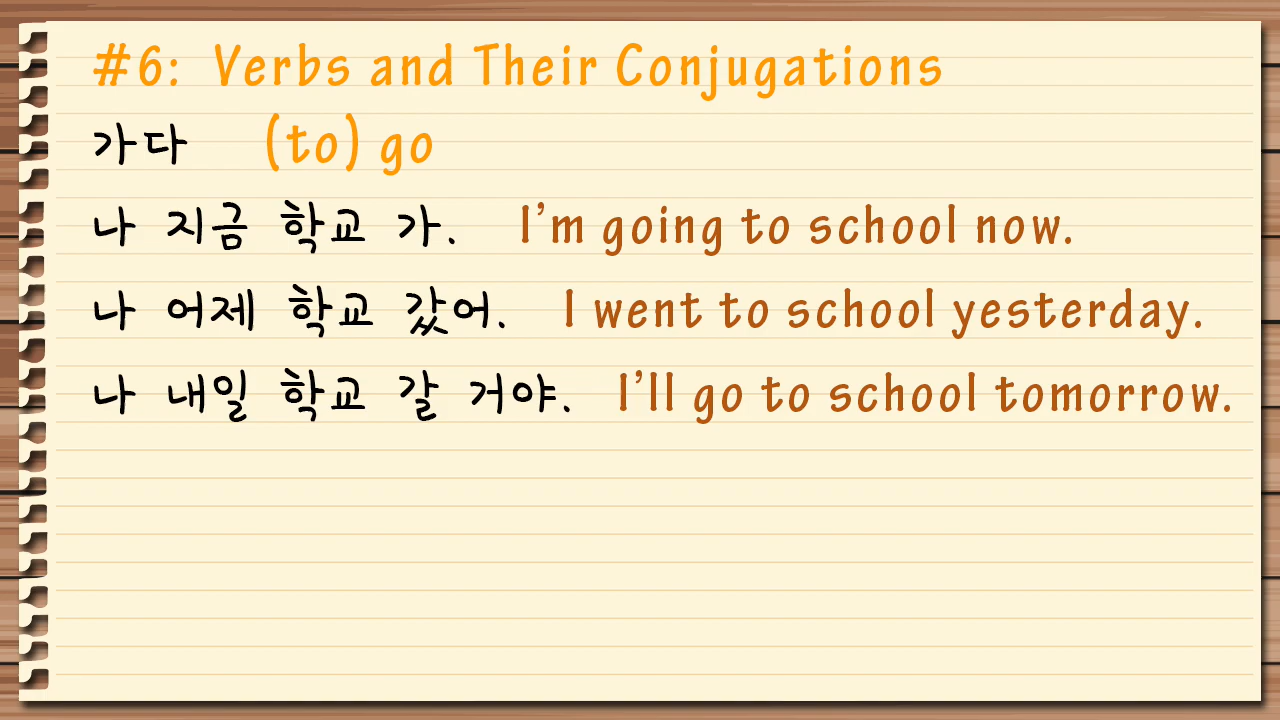 #6: Verbs and Their Conjugations
가다 (to) go
나 지금 학교 가. I'm going to school now.
나 어제 학교 갔어. I went to school yesterday.
나 내일 학교 갈 거야. I'll go to school tomorrow.